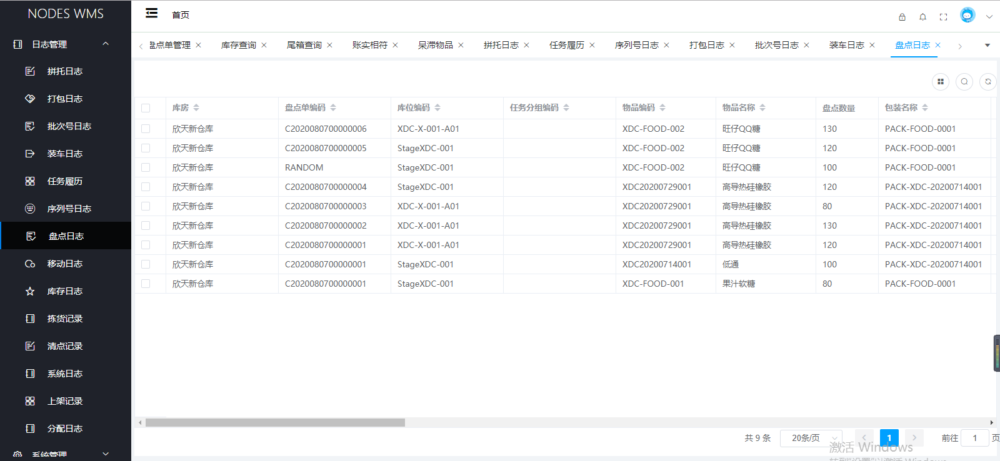 NODES WMS
首页
日志管理
拼托日志
打包日志
批次号日志
装车日志
任务履历
序列号日志
盘点日志
移动日志
库存日志
拣货记录
清点记录
系统日志
上架记录
分配日志
系统管理
盘点单管理 库存查询 尾箱查询 账实相符 呆滞物品 拼托日志 任务履历 序列号日志 打包日志 批次号日志 装车日志 盘点日志
库房 盘点单编码 库位编码 任务分组编码 物品编码 物品名称 盘点数量 包装名称
欣天新仓库 C2020080700000006 XDC-X-001-A01 XDC-FOOD-002 旺仔QQ糖 130 PACK-FOOD-0001
欣天新仓库 C2020080700000005 StageXDC-001 XDC-FOOD-002 旺仔QQ糖 120 PACK-FOOD-0001
欣天新仓库 RANDOM StageXDC-001 XDC-FOOD-002 旺仔QQ糖 100 PACK-FOOD-0001
欣天新仓库 C2020080700000004 StageXDC-001 XDC20200729001 高导热硅橡胶 120 PACK-XDC-20200714001
欣天新仓库 C2020080700000003 XDC-X-001-A01 XDC20200729001 高导热硅橡胶 80 PACK-XDC-20200714001
欣天新仓库 C2020080700000002 XDC-X-001-A01 XDC20200729001 高导热硅橡胶 130 PACK-XDC-20200714001
欣天新仓库 C2020080700000001 XDC-X-001-A01 XDC20200729001 高导热硅橡胶 120 PACK-XDC-20200714001
欣天新仓库 C2020080700000001 StageXDC-001 XDC20200714001 低通 100 PACK-XDC-20200714001
欣天新仓库 C2020080700000001 StageXDC-001 XDC-FOOD-001 果汁软糖 80 PACK-FOOD-0001
共 9 条 20条/页 1 前往 1 页
激活 Windows
转到"设置"以激活 Windows